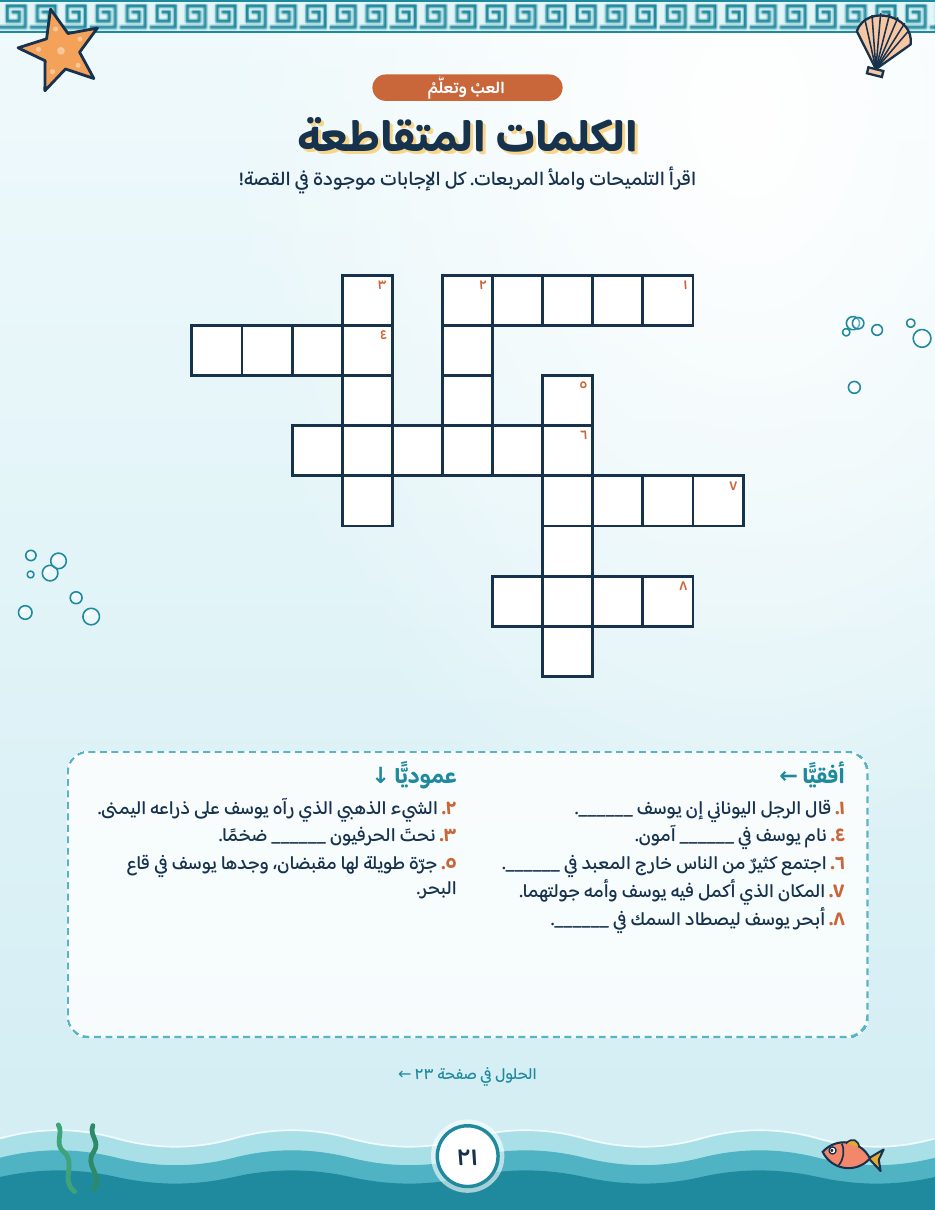 العبْ وتعلّمْ
الكلمات المتقاطعة
اقرأ التلميحات واملأ المربعات. كل الإجابات موجودة في القصة!
٣ ٢ ١
٤
٥
٦
٧
٨
أفقيًّا ←
١. قال الرجل اليوناني إن يوسف ______.
٤. نام يوسف في ______ آمون.
٦. اجتمع كثيرٌ من الناس خارج المعبد في ______.
٧. المكان الذي أكمل فيه يوسف وأمه جولتهما.
٨. أبحر يوسف ليصطاد السمك في ______.
عموديًّا ↓
٢. الشيء الذهبي الذي رآه يوسف على ذراعه اليمنى.
٣. نحتَ الحرفيون ______ ضخمًا.
٥. جرّة طويلة لها مقبضان، وجدها يوسف في قاع
البحر.
الحلول في صفحة ٢٣ ←
٢١